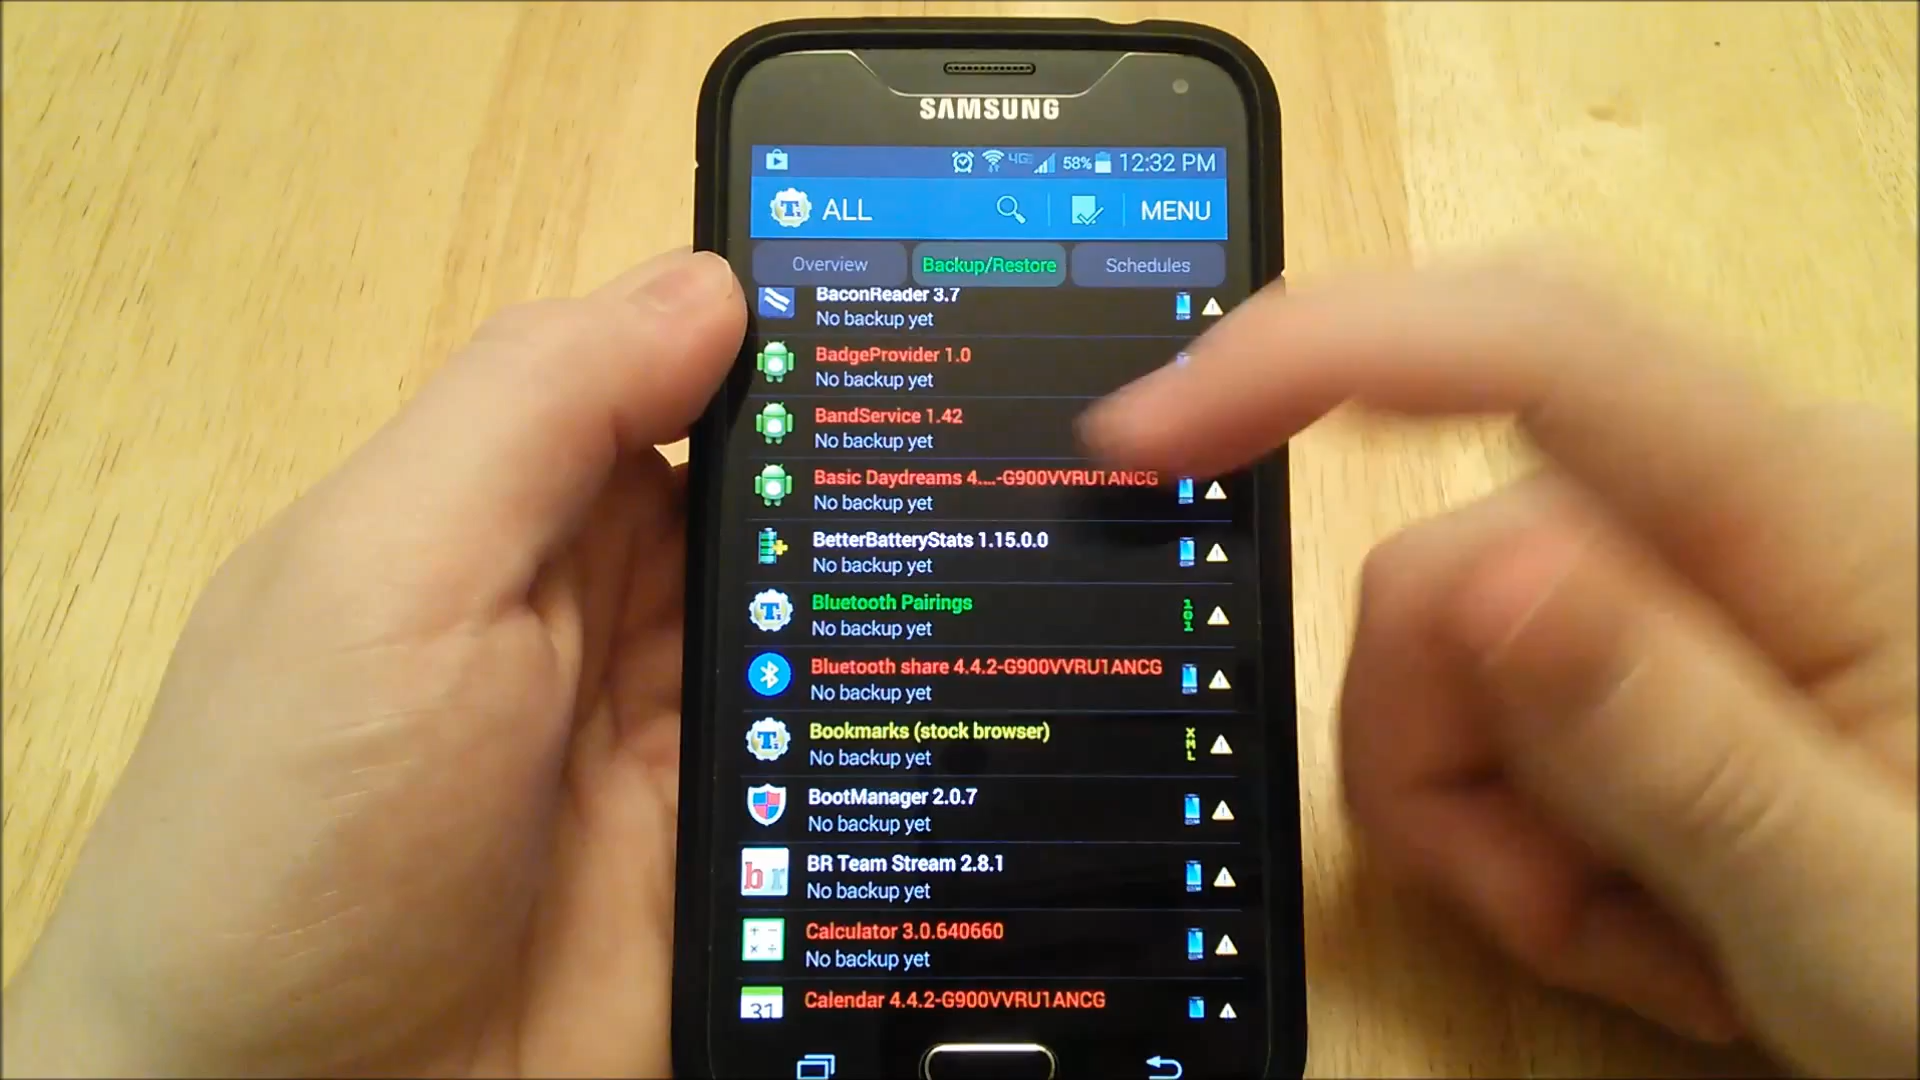 SAMSUNG
4G 58% 12:32 PM
T. ALL MENU
Overview Backup/Restore Schedules
BaconReader 3.7
No backup yet
BadgeProvider 1.0
No backup yet
BandService 1.42
No backup yet
Basic Daydreams 4....-G900VVRU1ANCG
No backup yet
BetterBatteryStats 1.15.0.0
No backup yet
T. Bluetooth Pairings 101
No backup yet
Bluetooth share 4.4.2-G900VVRU1ANCG
No backup yet
T. Bookmarks (stock browser) XML
No backup yet
BootManager 2.0.7
No backup yet
br BR Team Stream 2.8.1
No backup yet
Calculator 3.0.640660
No backup yet
31 Calendar 4.4.2-G900VVRU1ANCG